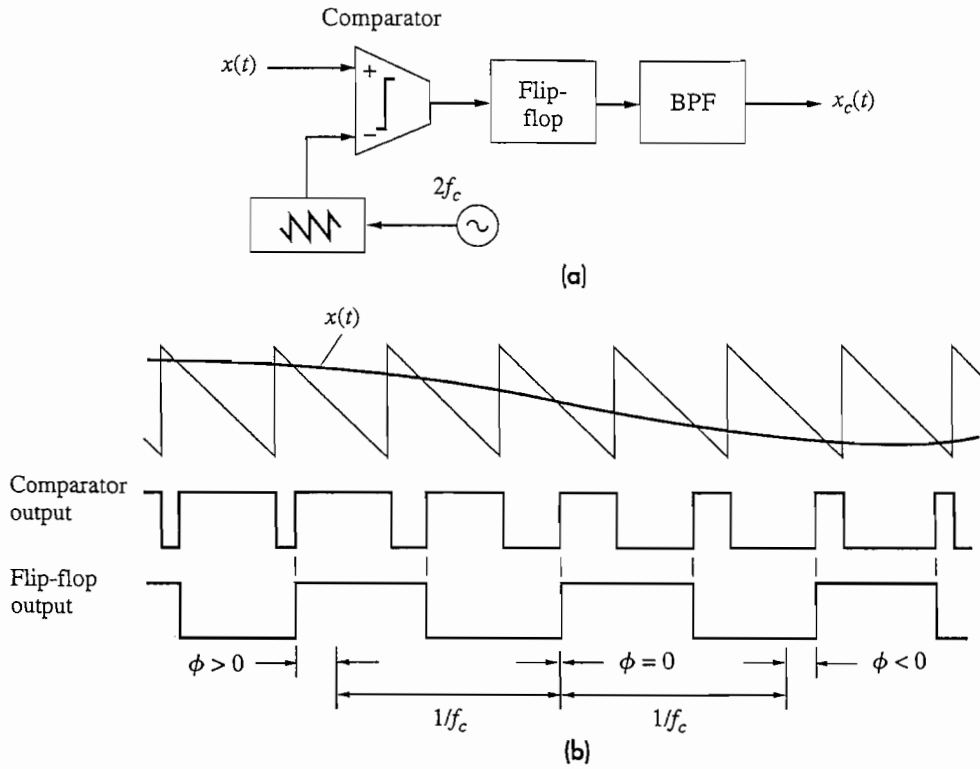 Comparator
x(t)
+
−
Flip-
flop
BPF
x_c(t)
2f_c
(a)
x(t)
Comparator
output
Flip-flop
output
ϕ > 0
ϕ = 0
ϕ < 0
1/f_c
1/f_c
(b)